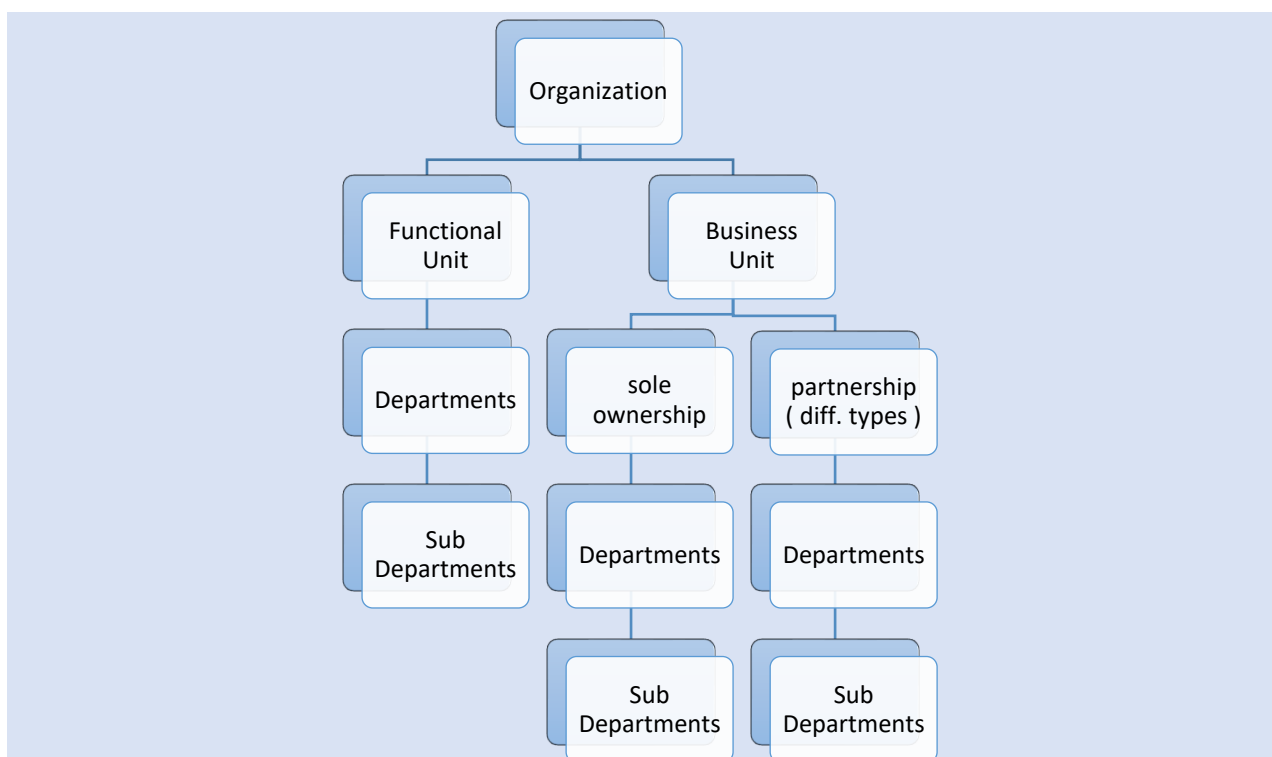 Organization
Functional
Unit
Business
Unit
Departments
sole
ownership
partnership
( diff. types )
Sub
Departments
Departments
Departments
Sub
Departments
Sub
Departments